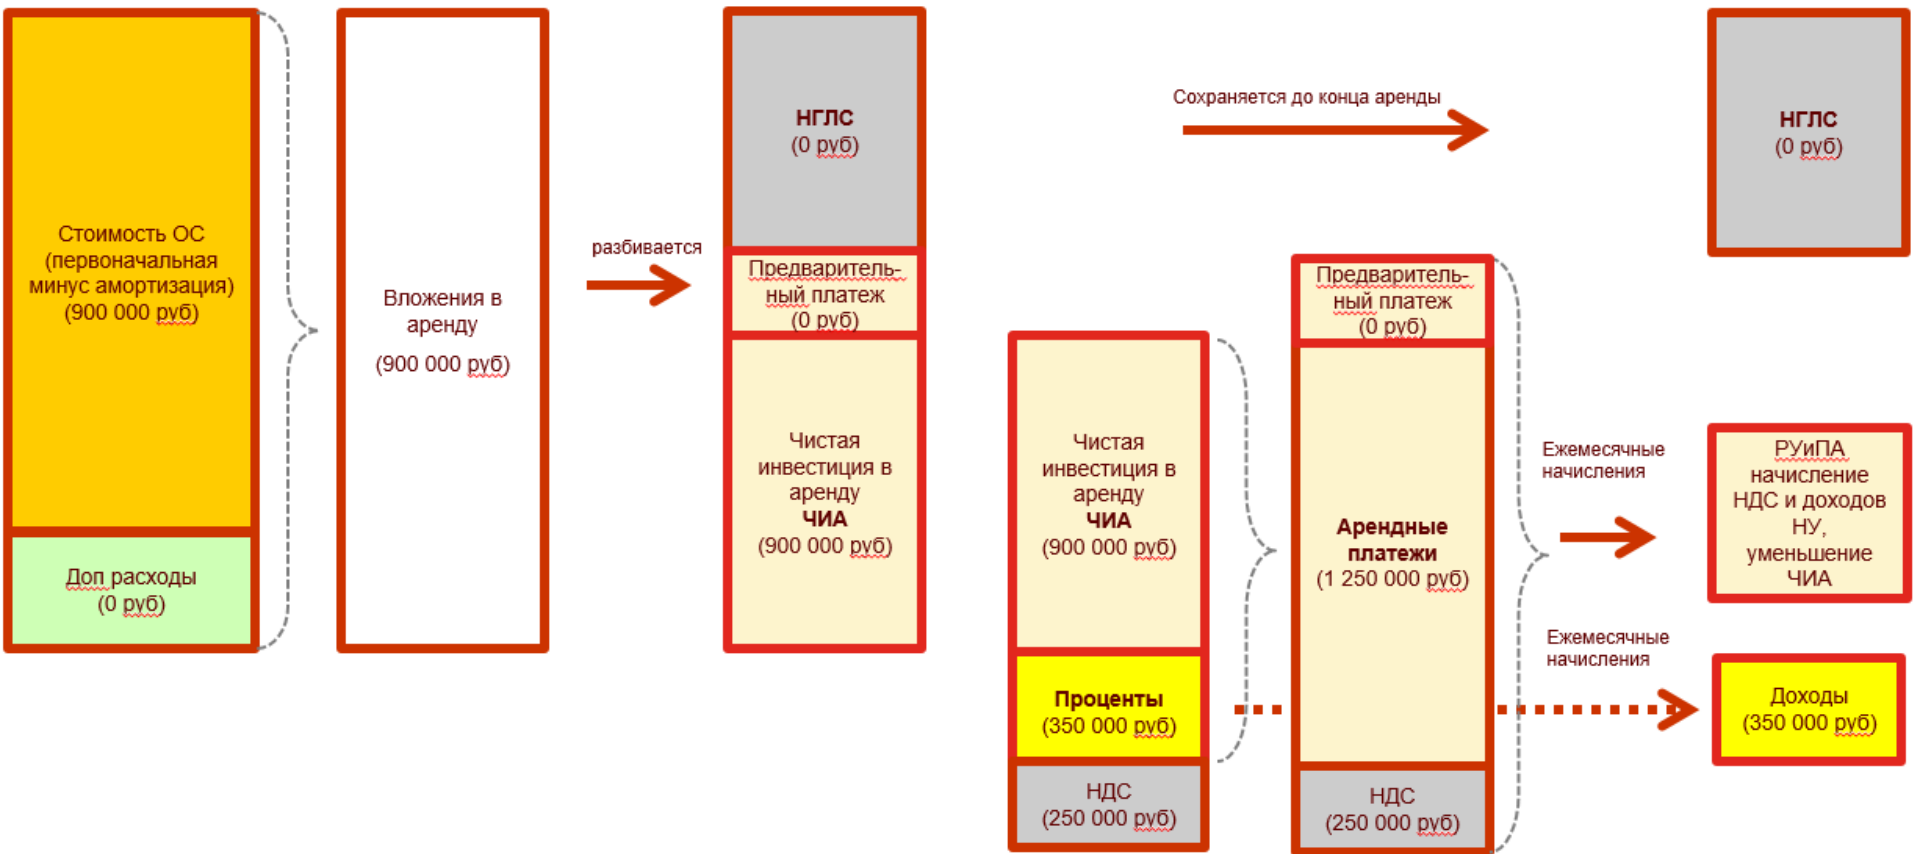 Стоимость ОС
(первоначальная
минус амортизация)
(900 000 руб)
Доп расходы
(0 руб)
Вложения в
аренду
(900 000 руб)
разбивается
НГЛС
(0 руб)
Предваритель-
ный платеж
(0 руб)
Чистая
инвестиция в
аренду
ЧИА
(900 000 руб)
Чистая
инвестиция в
аренду
ЧИА
(900 000 руб)
Проценты
(350 000 руб)
НДС
(250 000 руб)
Сохраняется до конца аренды
Предваритель-
ный платеж
(0 руб)
Арендные
платежи
(1 250 000 руб)
НДС
(250 000 руб)
Ежемесячные
начисления
Ежемесячные
начисления
НГЛС
(0 руб)
РУиПА
начисление
НДС и доходов
НУ,
уменьшение
ЧИА
Доходы
(350 000 руб)